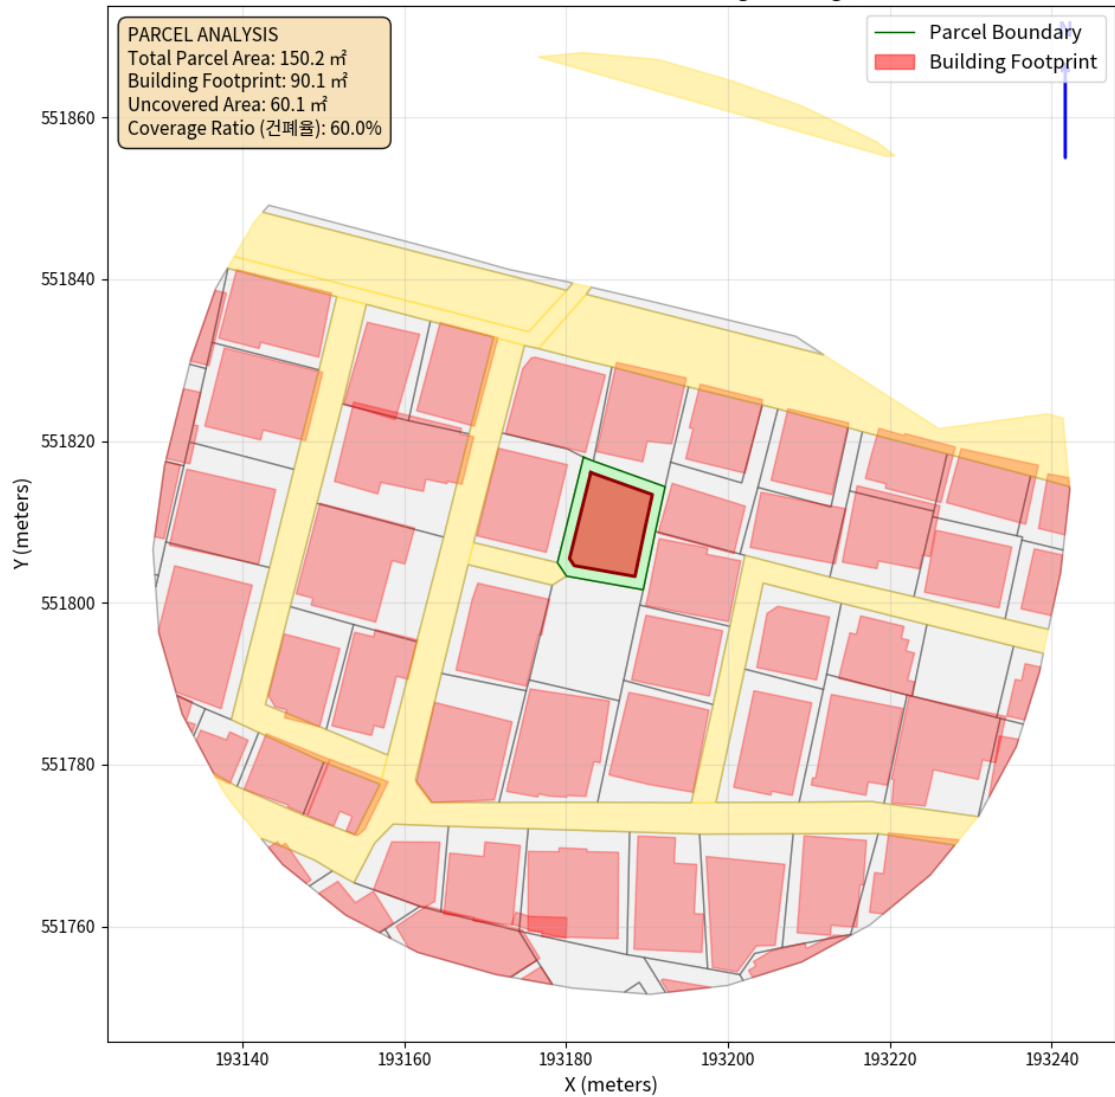 PARCEL ANALYSIS
Total Parcel Area: 150.2 ㎡
Building Footprint: 90.1 ㎡
Uncovered Area: 60.1 ㎡
Coverage Ratio (건폐율): 60.0%
Parcel Boundary
Building Footprint
N
551860
551840
551820
551800
551780
551760
Y (meters)
193140 193160 193180 193200 193220 193240
X (meters)